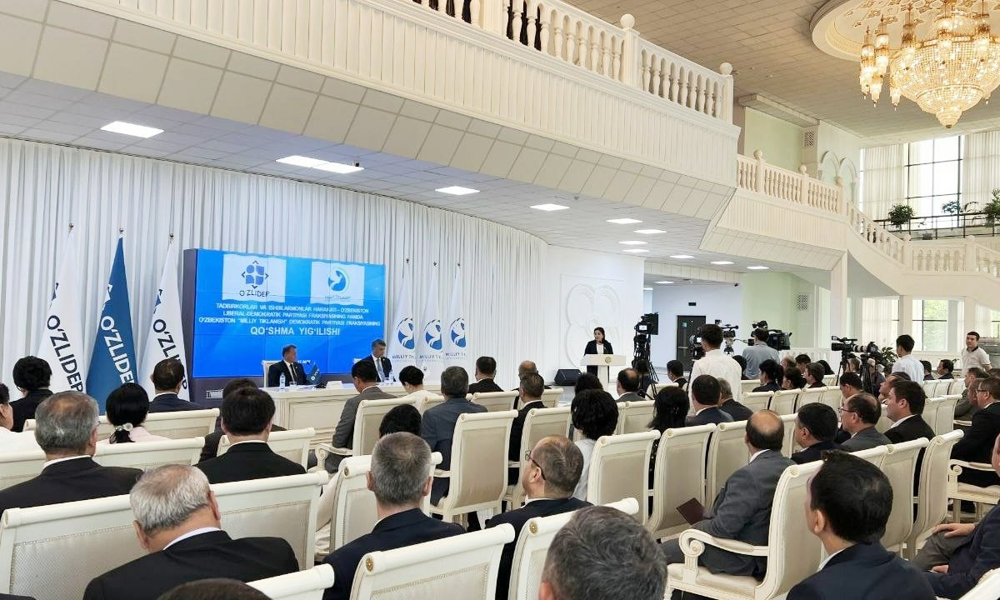 O'ZLIDEP
O'ZLIDEP
O'ZLIDEP
O'ZLIDEP
MILLIY TIKLANISH
TADBIRKORLAR VA ISHBILARMONLAR HARAKATI – O'ZBEKISTON
LIBERAL-DEMOKRATIK PARTIYASI FRAKSIYASINING HAMDA
O'ZBEKISTON "MILLIY TIKLANISH" DEMOKRATIK PARTIYASI FRAKSIYASINING
QO'SHMA YIG'ILISHI